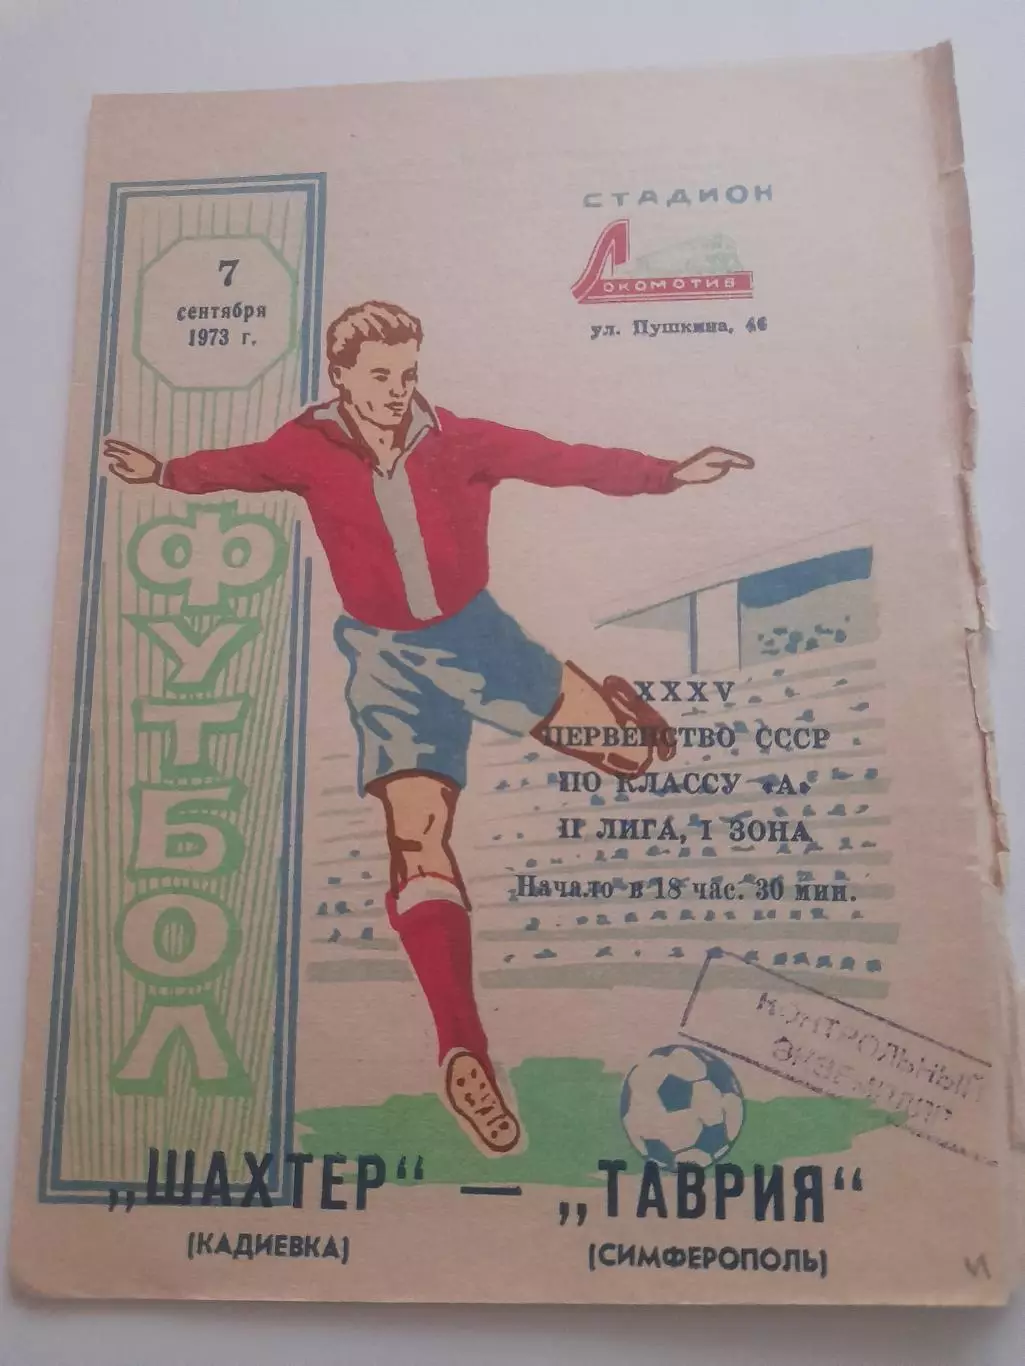 СТАДИОН
ЛОКОМОТИВ
ул. Пушкина, 46
7
сентября
1973 г.
ФУТБОЛ
XXXV
ПЕРВЕНСТВО СССР
ПО КЛАССУ «А»
II ЛИГА, I ЗОНА
Начало в 18 час. 30 мин.
КОНТРОЛЬНЫЙ
ЭКЗЕМПЛЯР
„ШАХТЕР“ — „ТАВРИЯ“
(КАДИЕВКА) (СИМФЕРОПОЛЬ)